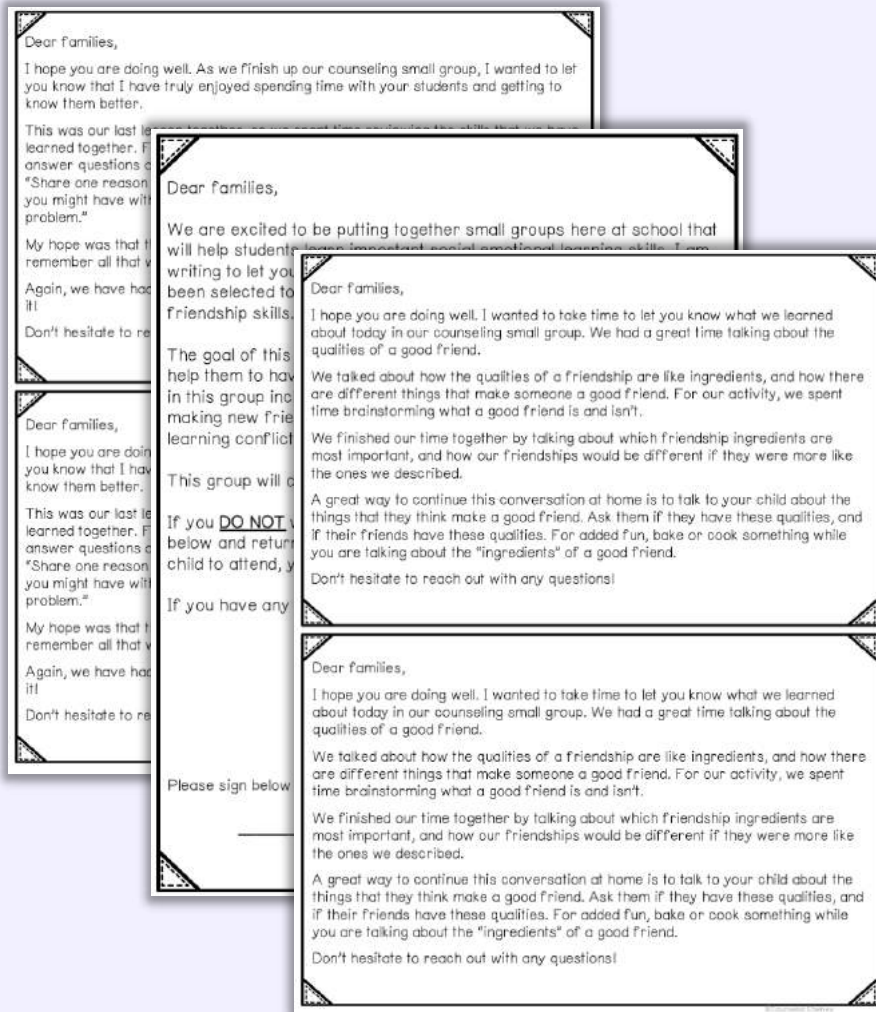 Dear families,
I hope you are doing well. As we finish up our counseling small group, I wanted to let
you know that I have truly enjoyed spending time with your students and getting to
know them better.
This was our last
learned together. F
answer questions
"Share one reason
you might have wit
problem."
My hope was that t
remember all that
Again, we have had
it!
Don't hesitate to re
Dear families,
I hope you are doin
you know that I hav
know them better.
This was our last le
learned together. F
answer questions
"Share one reason
you might have wit
problem."
My hope was that t
remember all that
Again, we have had
it!
Don't hesitate to re
Dear families,
We are excited to be putting together small groups here at school that
will help students learn important social emotional learning skills. I am
writing to let you
been selected to
friendship skills.
The goal of this
help them to hav
in this group inc
making new frie
learning conflict
This group will
If you DO NOT
below and return
child to attend, y
If you have any
Please sign below
Dear families,
I hope you are doing well. I wanted to take time to let you know what we learned
about today in our counseling small group. We had a great time talking about the
qualities of a good friend.
We talked about how the qualities of a friendship are like ingredients, and how there
are different things that make someone a good friend. For our activity, we spent
time brainstorming what a good friend is and isn't.
We finished our time together by talking about which friendship ingredients are
most important, and how our friendships would be different if they were more like
the ones we described.
A great way to continue this conversation at home is to talk to your child about the
things that they think make a good friend. Ask them if they have these qualities, and
if their friends have these qualities. For added fun, bake or cook something while
you are talking about the "ingredients" of a good friend.
Don't hesitate to reach out with any questions!
Dear families,
I hope you are doing well. I wanted to take time to let you know what we learned
about today in our counseling small group. We had a great time talking about the
qualities of a good friend.
We talked about how the qualities of a friendship are like ingredients, and how there
are different things that make someone a good friend. For our activity, we spent
time brainstorming what a good friend is and isn't.
We finished our time together by talking about which friendship ingredients are
most important, and how our friendships would be different if they were more like
the ones we described.
A great way to continue this conversation at home is to talk to your child about the
things that they think make a good friend. Ask them if they have these qualities, and
if their friends have these qualities. For added fun, bake or cook something while
you are talking about the "ingredients" of a good friend.
Don't hesitate to reach out with any questions!